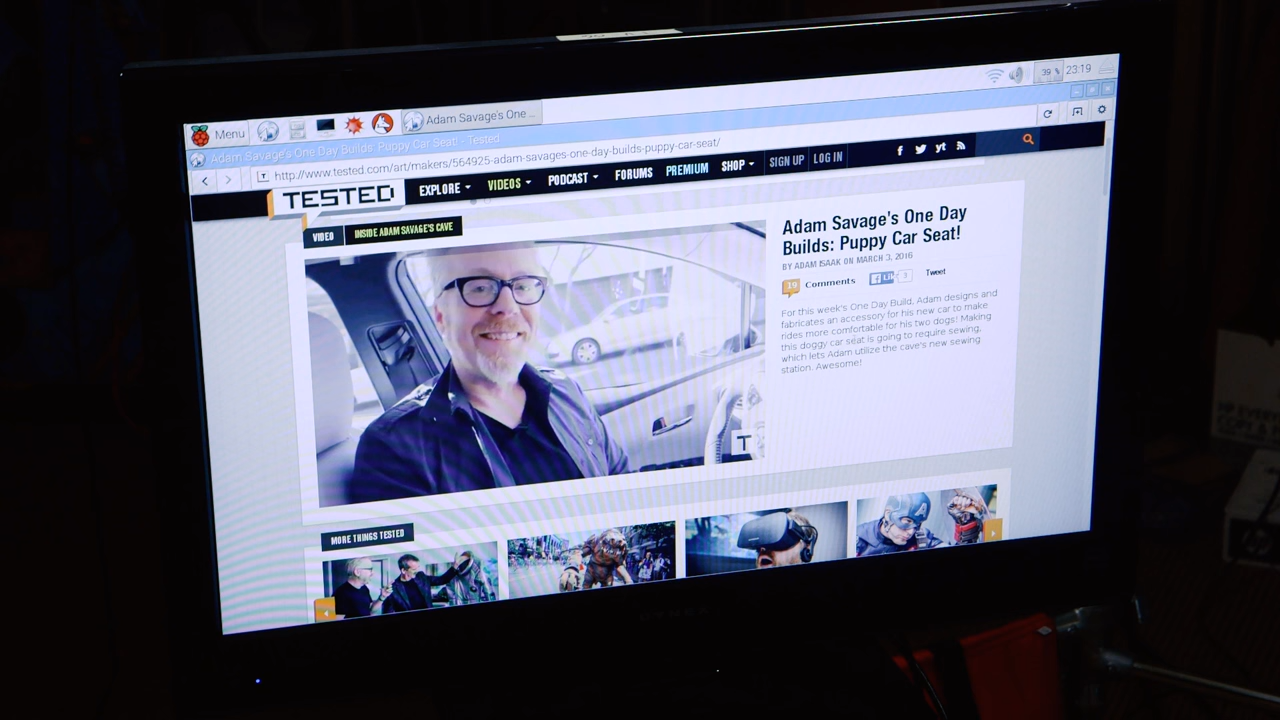 39 % 23:19
Menu Adam Savage's One ...
Adam Savage's One Day Builds: Puppy Car Seat! - Tested
http://www.tested.com/art/makers/564925-adam-savages-one-day-builds-puppy-car-seat/
TESTED EXPLORE VIDEOS PODCAST FORUMS PREMIUM SHOP SIGN UP LOG IN
VIDEO INSIDE ADAM SAVAGE'S CAVE
T
Adam Savage's One Day
Builds: Puppy Car Seat!
BY ADAM ISAAK ON MARCH 3, 2016
19 Comments Like 3 Tweet
For this week's One Day Build, Adam designs and
fabricates an accessory for his new car to make
rides more comfortable for his two dogs! Making
this doggy car seat is going to require sewing,
which lets Adam utilize the cave's new sewing
station. Awesome!
MORE THINGS TESTED